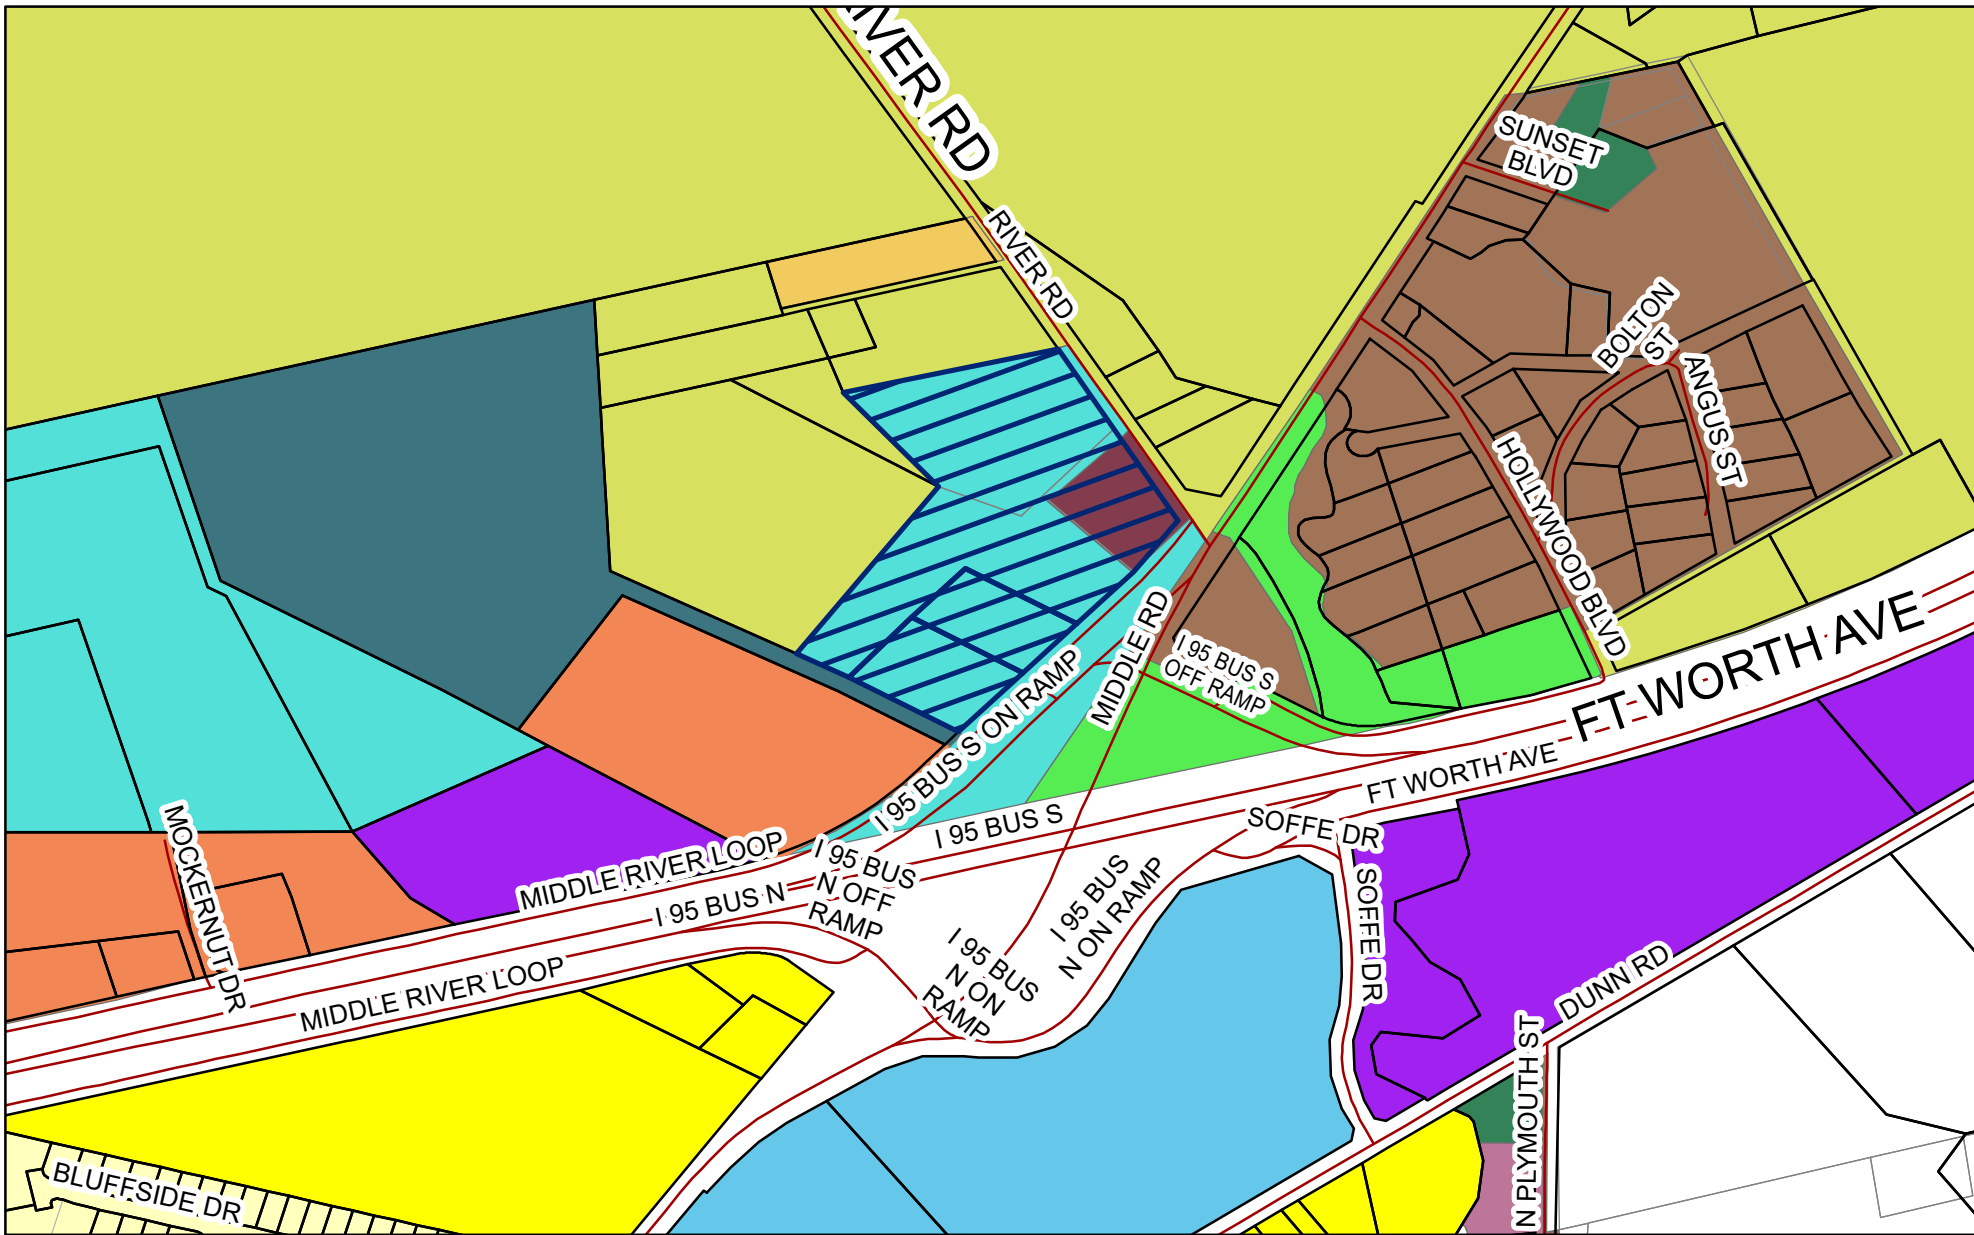 IVER RD
RIVER RD
SUNSET
BLVD
BOLTON
ST
ANGUS ST
HOLLYWOOD BLVD
MIDDLE RD
I 95 BUS S
OFF RAMP
I 95 BUS S ON RAMP
FT WORTH AVE
FT WORTH AVE
I 95 BUS S
SOFFE DR
SOFFE DR
MOCKERNUT DR
MIDDLE RIVER LOOP
I 95 BUS N
I 95 BUS
N OFF
RAMP
I 95 BUS
N ON RAMP
I 95 BUS
N ON
RAMP
MIDDLE RIVER LOOP
DUNN RD
N PLYMOUTH ST
BLUFFSIDE DR